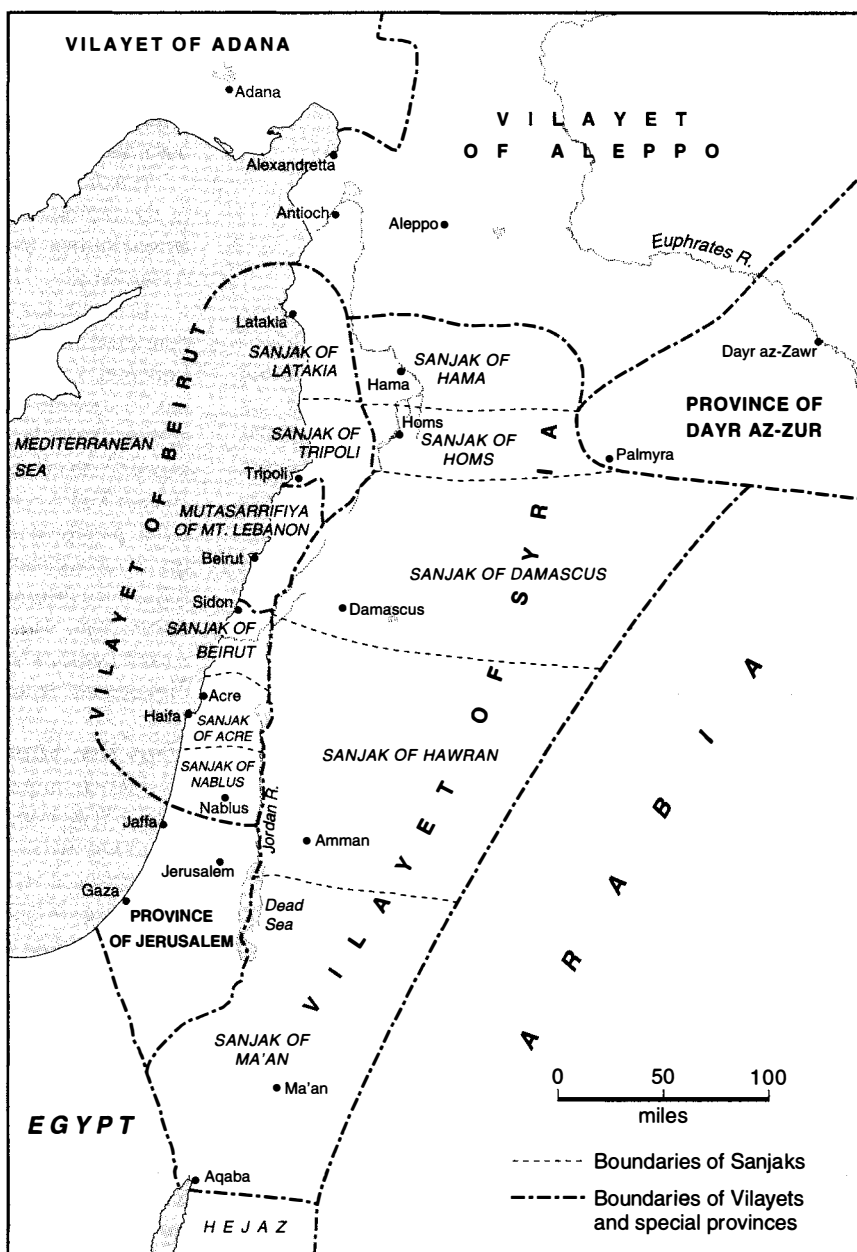 VILAYET OF ADANA
Adana
VILAYET
OF ALEPPO
Alexandretta
Antioch
Aleppo
Euphrates R.
Latakia
SANJAK OF
LATAKIA
SANJAK OF
HAMA
Hama
Dayr az-Zawr
PROVINCE OF
DAYR AZ-ZUR
MEDITERRANEAN
SEA
VILAYET OF BEIRUT
SANJAK OF
TRIPOLI
Homs
SANJAK OF
HOMS
Palmyra
Tripoli
MUTASARRIFIYA
OF MT. LEBANON
Beirut
SANJAK OF DAMASCUS
Damascus
Sidon
SANJAK OF
BEIRUT
VILAYET OF SYRIA
Acre
Haifa
SANJAK
OF ACRE
SANJAK OF HAWRAN
SANJAK OF
NABLUS
Nablus
Jordan R.
Jaffa
Amman
Jerusalem
ARABIA
Gaza
PROVINCE
OF JERUSALEM
Dead
Sea
SANJAK OF
MA'AN
Ma'an
EGYPT
Aqaba
HEJAZ
0 50 100
miles
Boundaries of Sanjaks
Boundaries of Vilayets
and special provinces